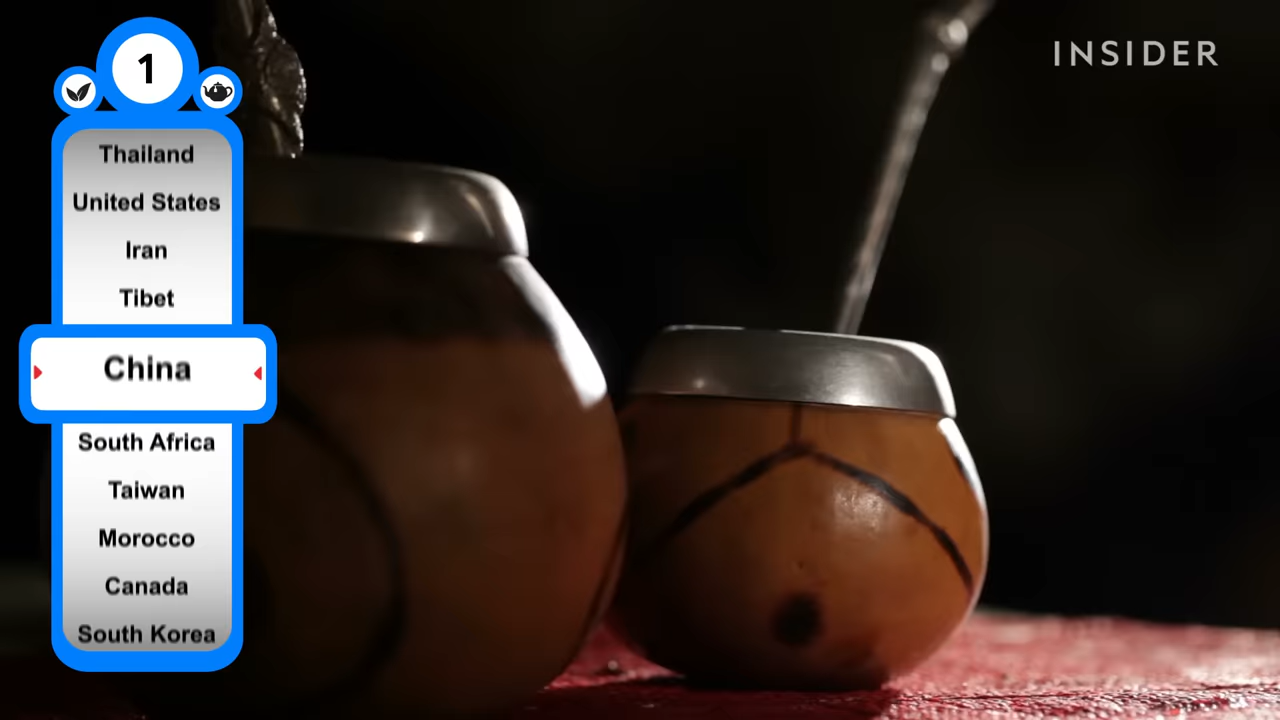 1
INSIDER
Thailand
United States
Iran
Tibet
China
South Africa
Taiwan
Morocco
Canada
South Korea